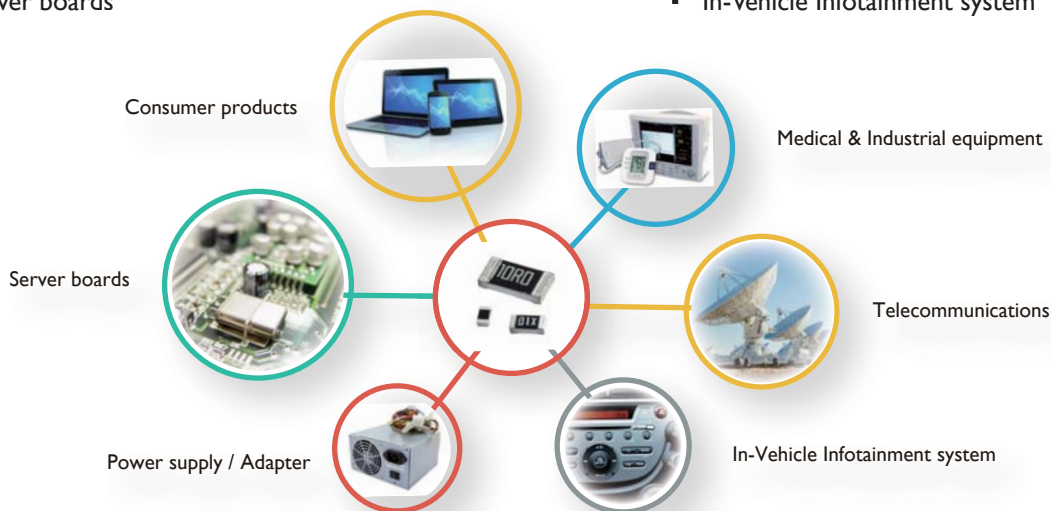 ver boards
▪ In-Vehicle Infotainment system
Consumer products
Medical & Industrial equipment
10R0
01X
Server boards
Telecommunications
Power supply / Adapter
In-Vehicle Infotainment system